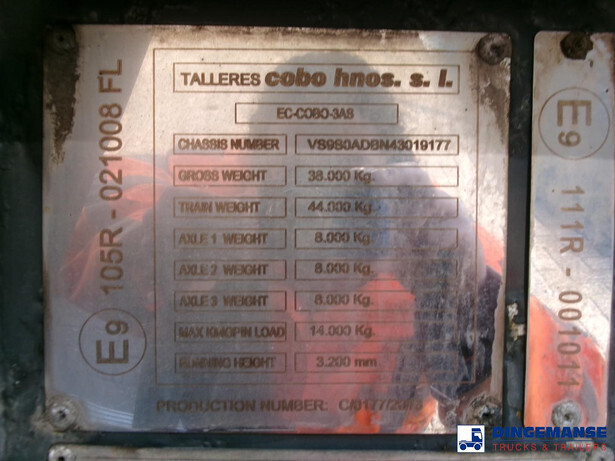 TALLERES cobo hnos. s. l.
EC-COBO-3AS
CHASSIS NUMBER VS9S0ADBN43019177
GROSS WEIGHT 38.000 Kg.
TRAIN WEIGHT 44.000 Kg.
AXLE 1 WEIGHT 8.000 Kg.
AXLE 2 WEIGHT 8.000 Kg.
AXLE 3 WEIGHT 8.000 Kg.
MAX KINGPIN LOAD 14.000 Kg.
RUNNING HEIGHT 3.200 mm
PRODUCTION NUMBER:
E9 105R - 021008 FL
E9 111R - 001011
DINGEMANSE
TRUCKS & TRAILERS